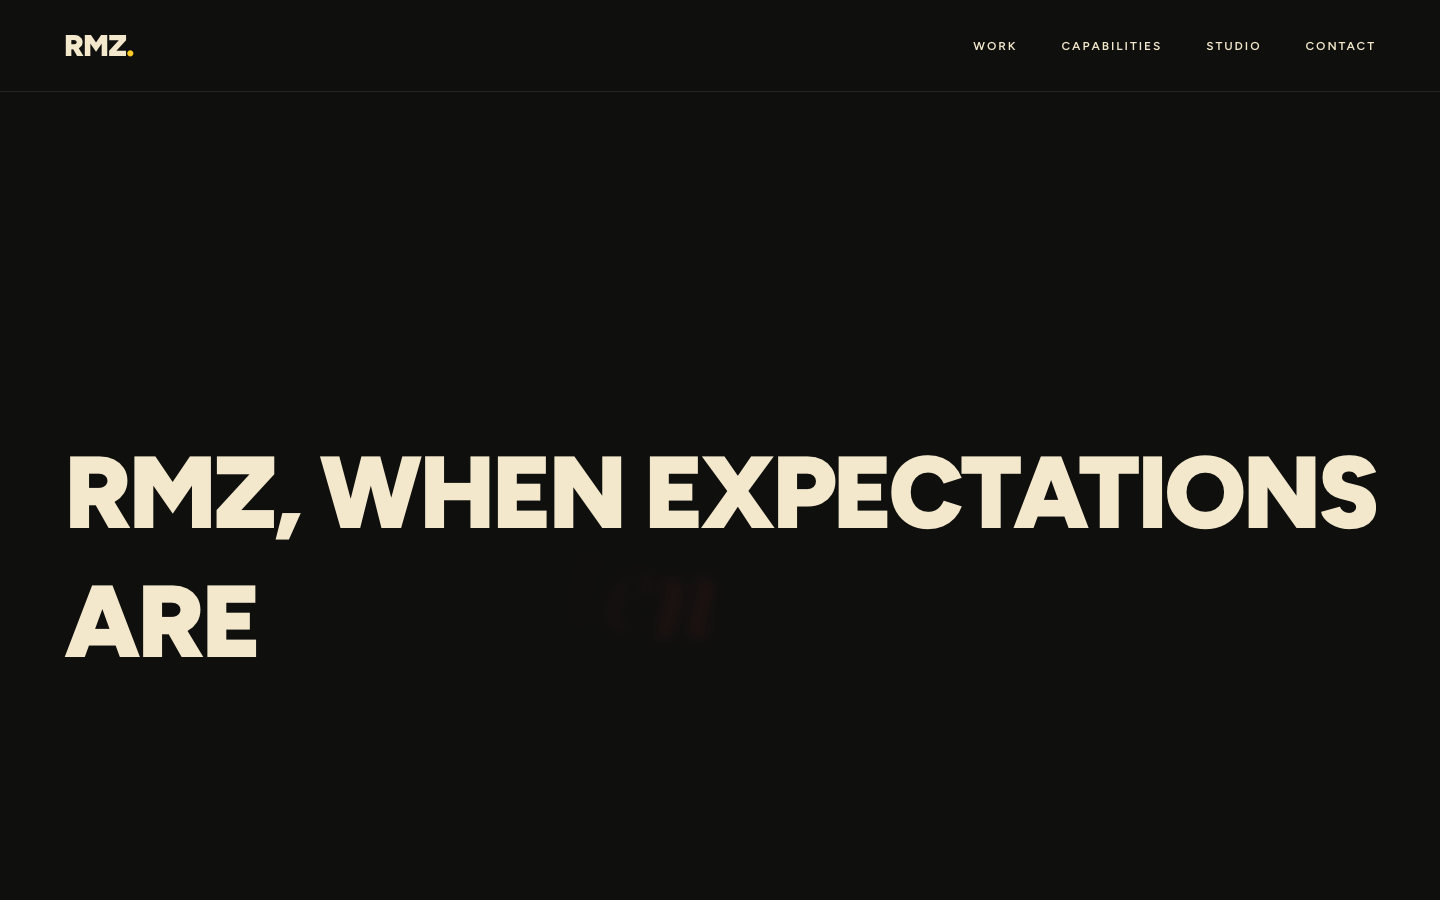 RMZ.
WORK
CAPABILITIES
STUDIO
CONTACT
RMZ, WHEN EXPECTATIONS
ARE